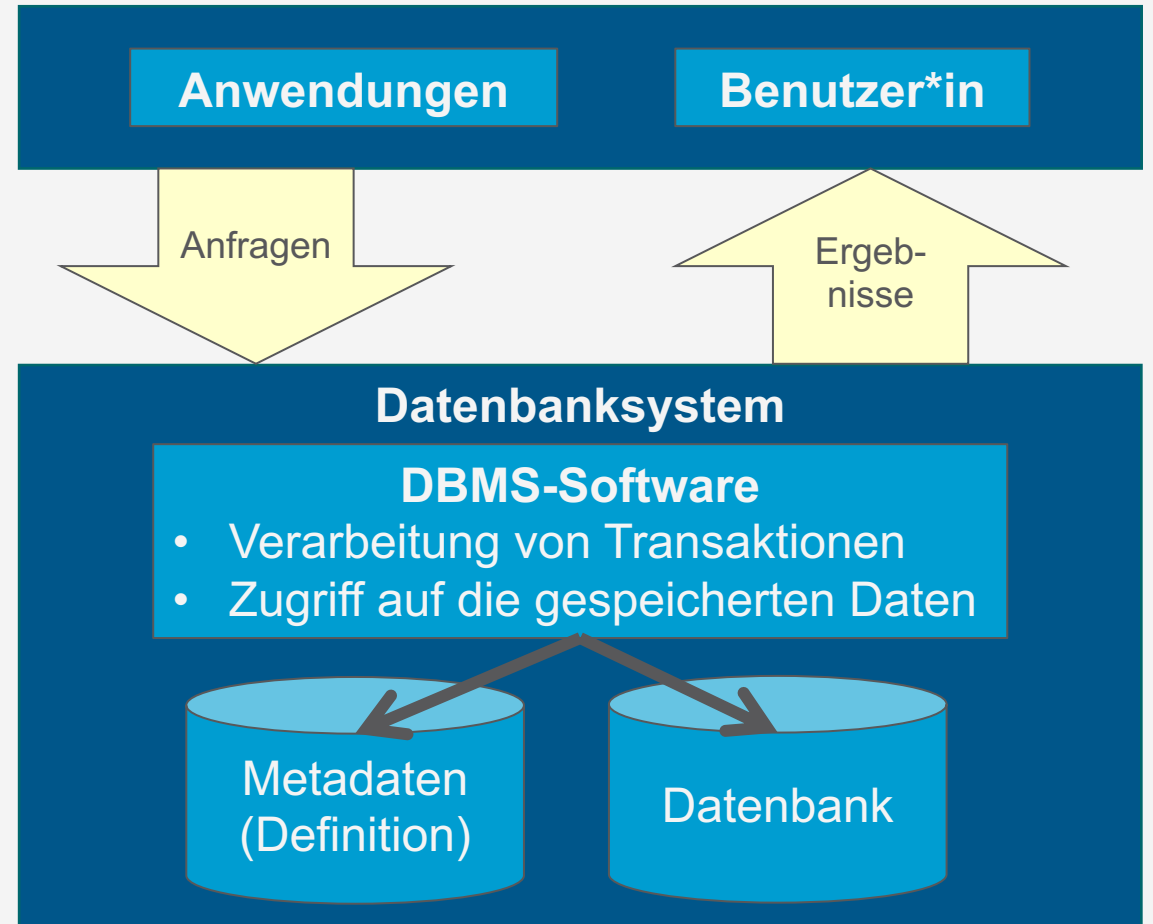 Anwendungen
Benutzer*in
Anfragen
Ergeb-
nisse
Datenbanksystem
DBMS-Software
• Verarbeitung von Transaktionen
• Zugriff auf die gespeicherten Daten
Metadaten
(Definition)
Datenbank